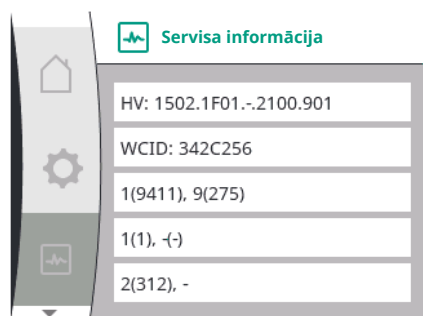 Servisa informācija
HV: 1502.1F01.-.2100.901
WCID: 342C256
1(9411), 9(275)
1(1), -(-)
2(312), -